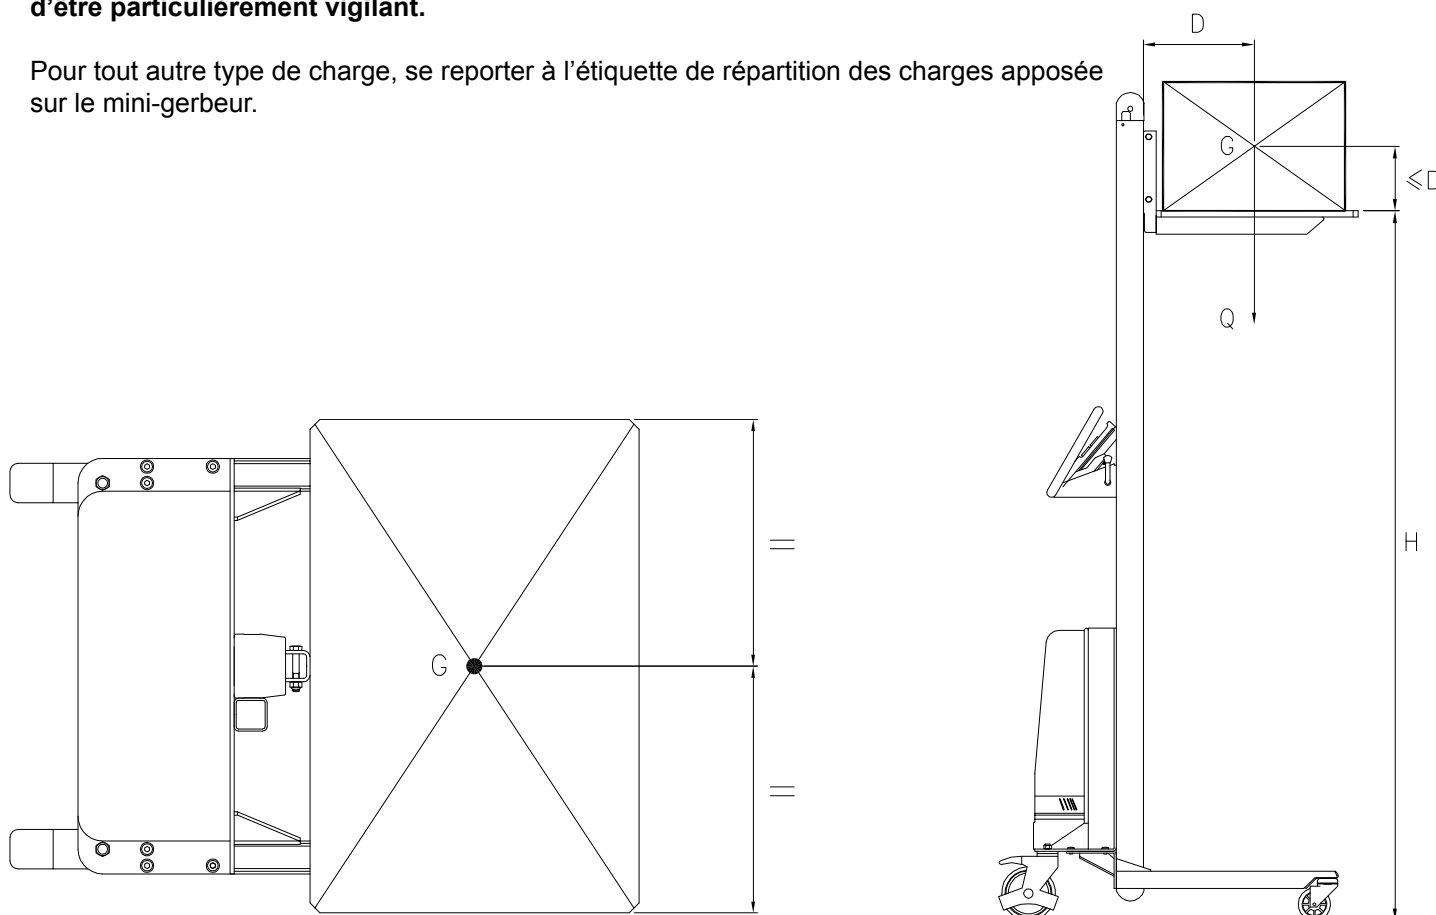 d'être particulièrement vigilant.
Pour tout autre type de charge, se reporter à l'étiquette de répartition des charges apposée
sur le mini-gerbeur.
D
G
≤D
Q
H
=
G
=